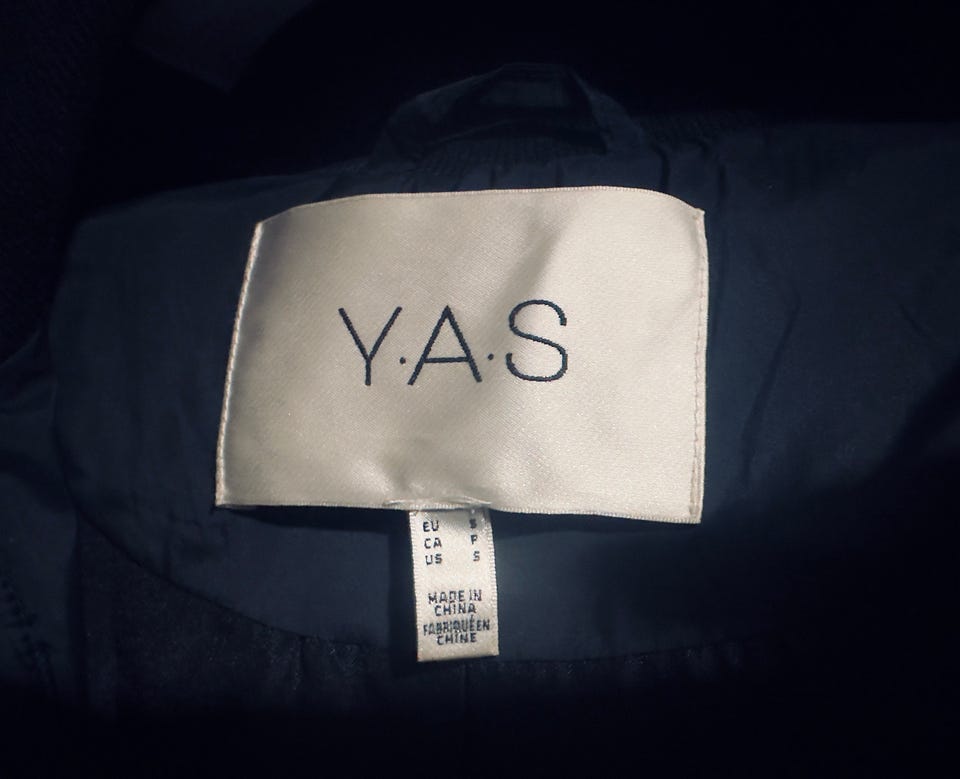 Y·A·S
EU S
CA P
US S
MADE IN
CHINA
FABRIQUÉ EN
CHINE